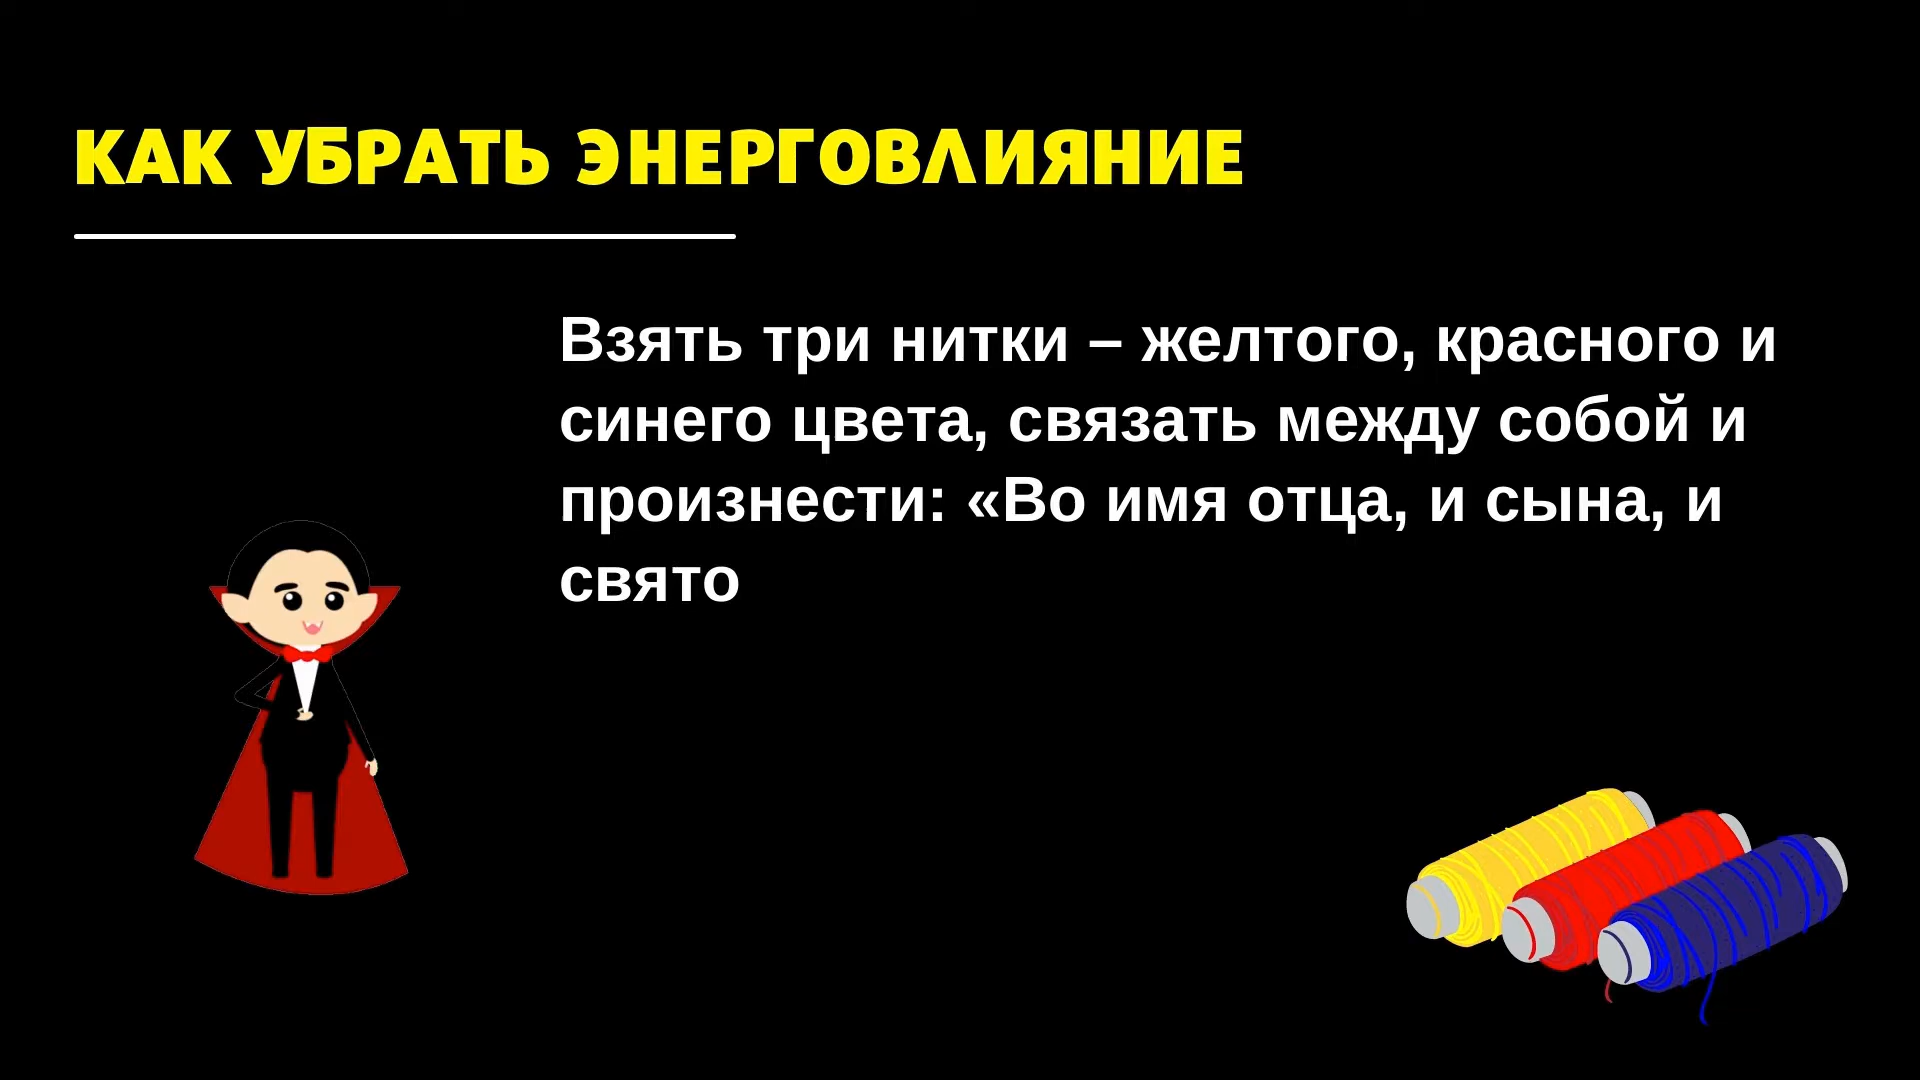 КАК УБРАТЬ ЭНЕРГОВЛИЯНИЕ
Взять три нитки – желтого, красного и
синего цвета, связать между собой и
произнести: «Во имя отца, и сына, и
свято